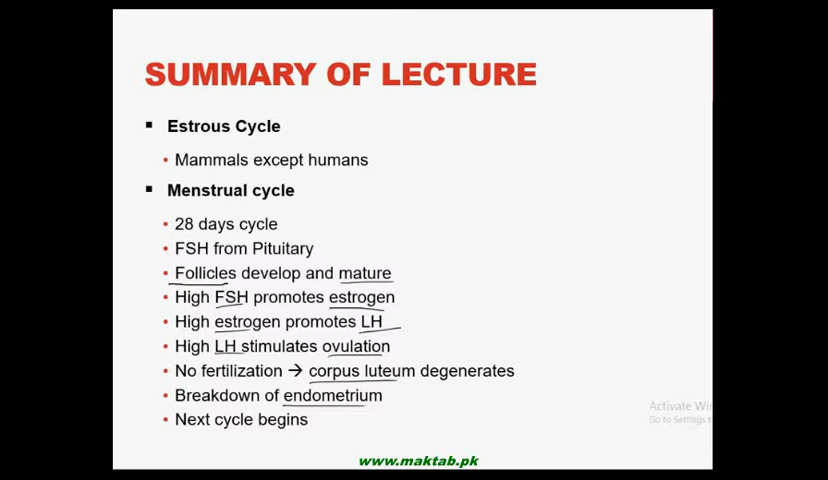 SUMMARY OF LECTURE
▪ Estrous Cycle
• Mammals except humans
▪ Menstrual cycle
• 28 days cycle
• FSH from Pituitary
• Follicles develop and mature
• High FSH promotes estrogen
• High estrogen promotes LH
• High LH stimulates ovulation
• No fertilization → corpus luteum degenerates
• Breakdown of endometrium
• Next cycle begins
Activate Win
Go to Settings t
www.maktab.pk